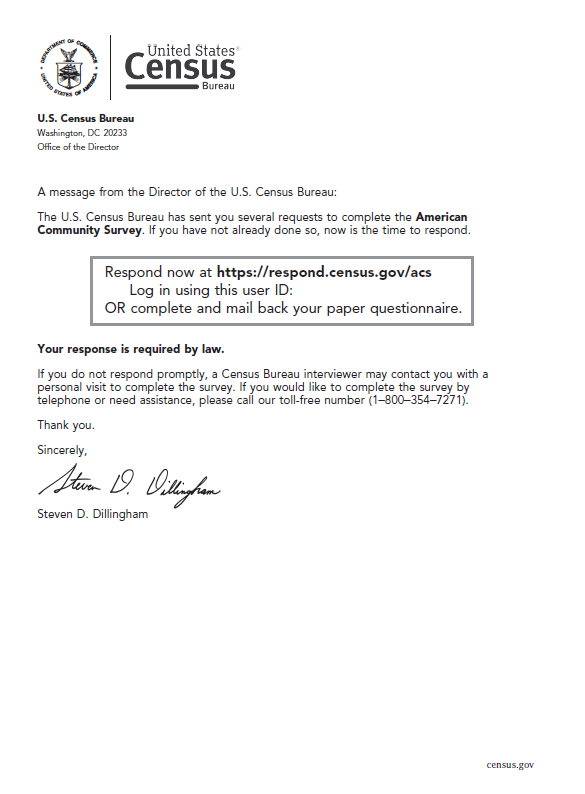 DEPARTMENT OF COMMERCE
UNITED STATES OF AMERICA
United States®
Census
Bureau
U.S. Census Bureau
Washington, DC 20233
Office of the Director
A message from the Director of the U.S. Census Bureau:
The U.S. Census Bureau has sent you several requests to complete the American
Community Survey. If you have not already done so, now is the time to respond.
Respond now at https://respond.census.gov/acs
Log in using this user ID:
OR complete and mail back your paper questionnaire.
Your response is required by law.
If you do not respond promptly, a Census Bureau interviewer may contact you with a
personal visit to complete the survey. If you would like to complete the survey by
telephone or need assistance, please call our toll-free number (1–800–354–7271).
Thank you.
Sincerely,
Steven D. Dillingham
Steven D. Dillingham
census.gov